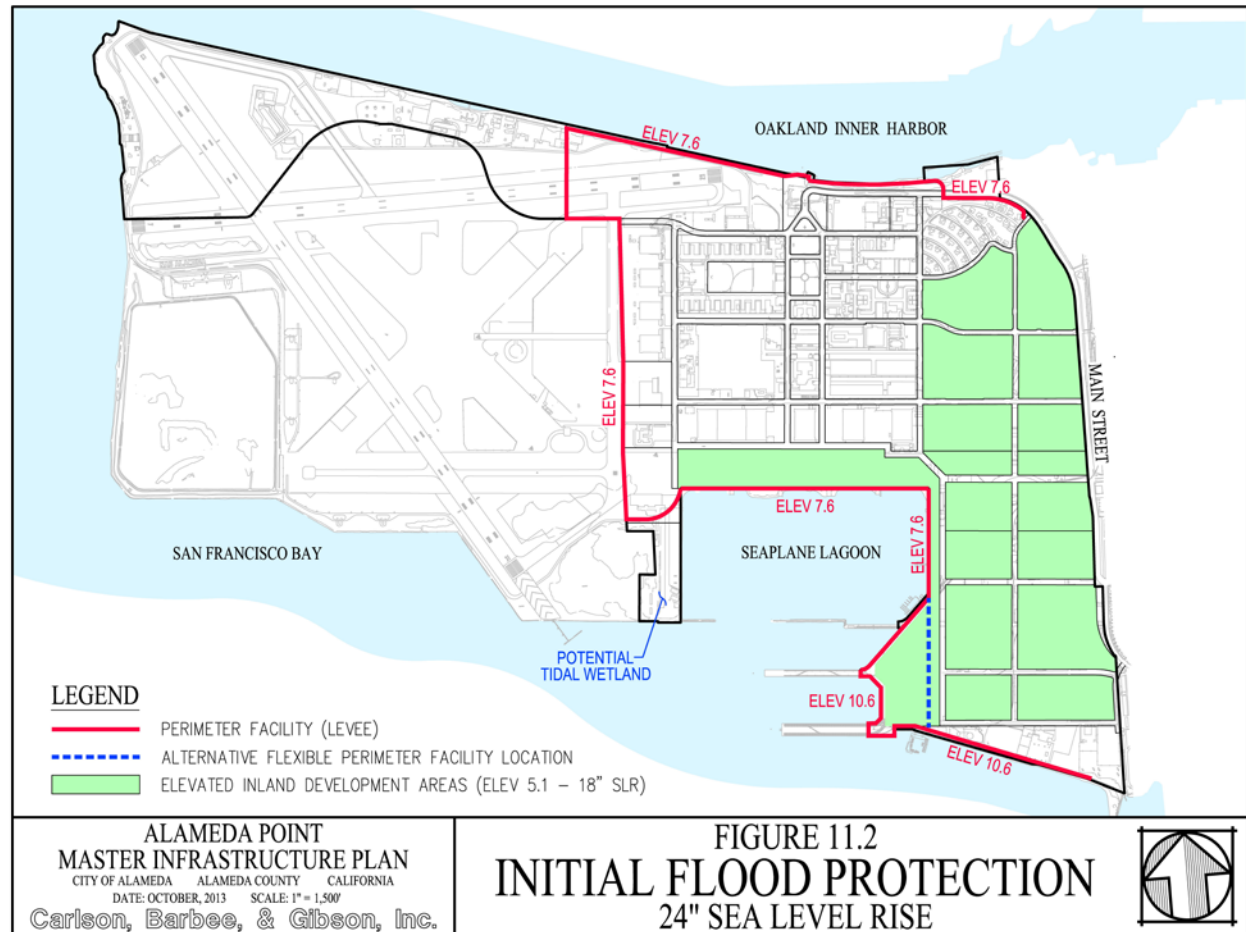 OAKLAND INNER HARBOR
ELEV 7.6
ELEV 7.6
ELEV 7.6
MAIN STREET
ELEV 7.6
ELEV 7.6
SEAPLANE LAGOON
SAN FRANCISCO BAY
POTENTIAL
TIDAL WETLAND
ELEV 10.6
ELEV 10.6
LEGEND
PERIMETER FACILITY (LEVEE)
ALTERNATIVE FLEXIBLE PERIMETER FACILITY LOCATION
ELEVATED INLAND DEVELOPMENT AREAS (ELEV 5.1 – 18" SLR)
ALAMEDA POINT
MASTER INFRASTRUCTURE PLAN
CITY OF ALAMEDA ALAMEDA COUNTY CALIFORNIA
DATE: OCTOBER, 2013 SCALE: 1" = 1,500'
Carlson, Barbee, & Gibson, Inc.
FIGURE 11.2
INITIAL FLOOD PROTECTION
24" SEA LEVEL RISE